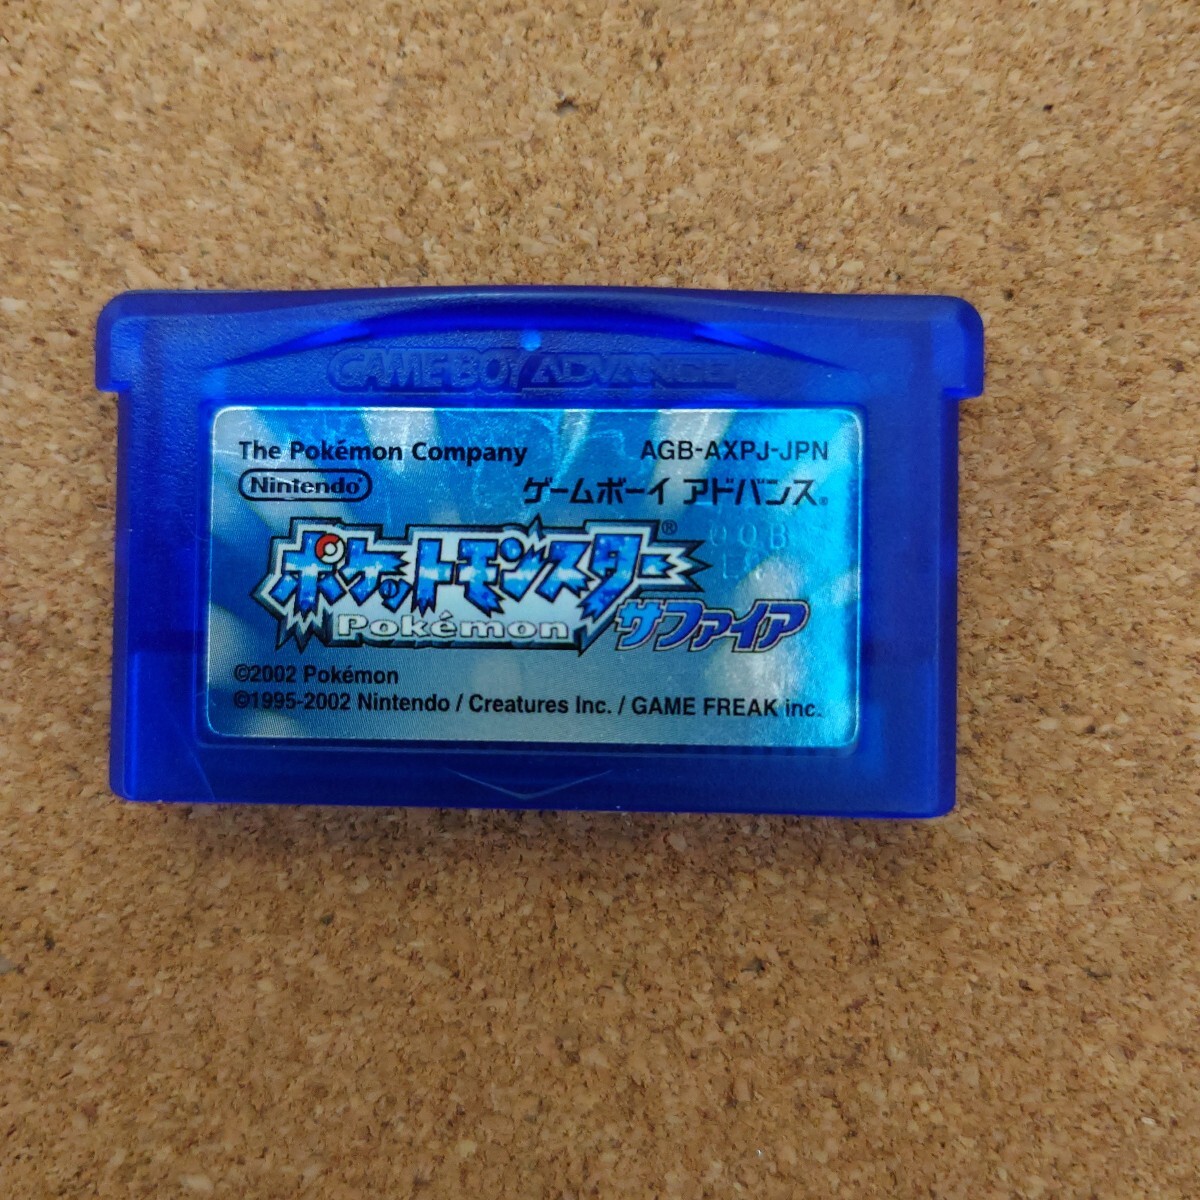 GAME BOY ADVANCE
The Pokémon Company
AGB-AXPJ-JPN
Nintendo
ゲームボーイ アドバンス®
ポケットモンスター®
Pokémon
サファイア
©2002 Pokémon
©1995-2002 Nintendo / Creatures Inc. / GAME FREAK inc.